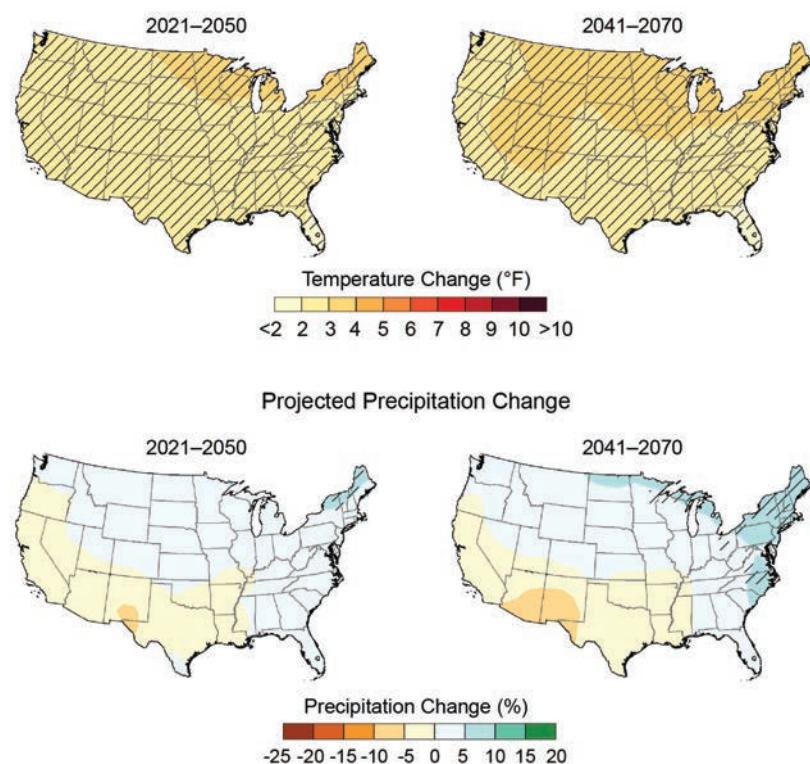 2021–2050
2041–2070
Temperature Change (°F)
<2 2 3 4 5 6 7 8 9 10 >10
Projected Precipitation Change
2021–2050
2041–2070
Precipitation Change (%)
-25 -20 -15 -10 -5 0 5 10 15 20